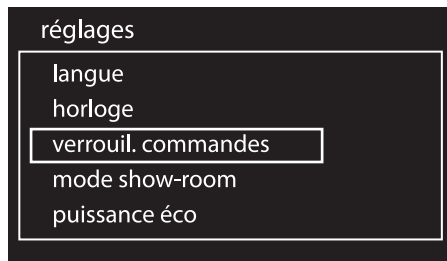 réglages
langue
horloge
verrouil. commandes
mode show-room
puissance éco